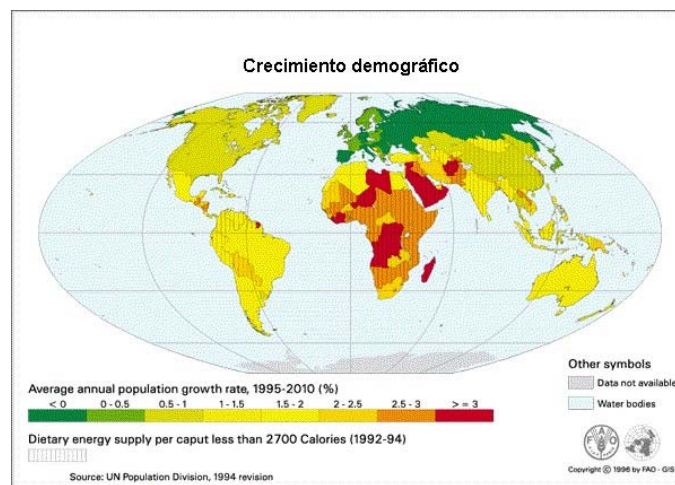 Crecimiento demográfico
Other symbols
Data not available
Water bodies
Average annual population growth rate, 1995-2010 (%)
< 0 0 - 0.5 0.5 - 1 1 - 1.5 1.5 - 2 2 - 2.5 2.5 - 3 > = 3
Dietary energy supply per caput less than 2700 Calories (1992-94)
Source: UN Population Division, 1994 revision
Copyright © 1996 by FAO - GIS